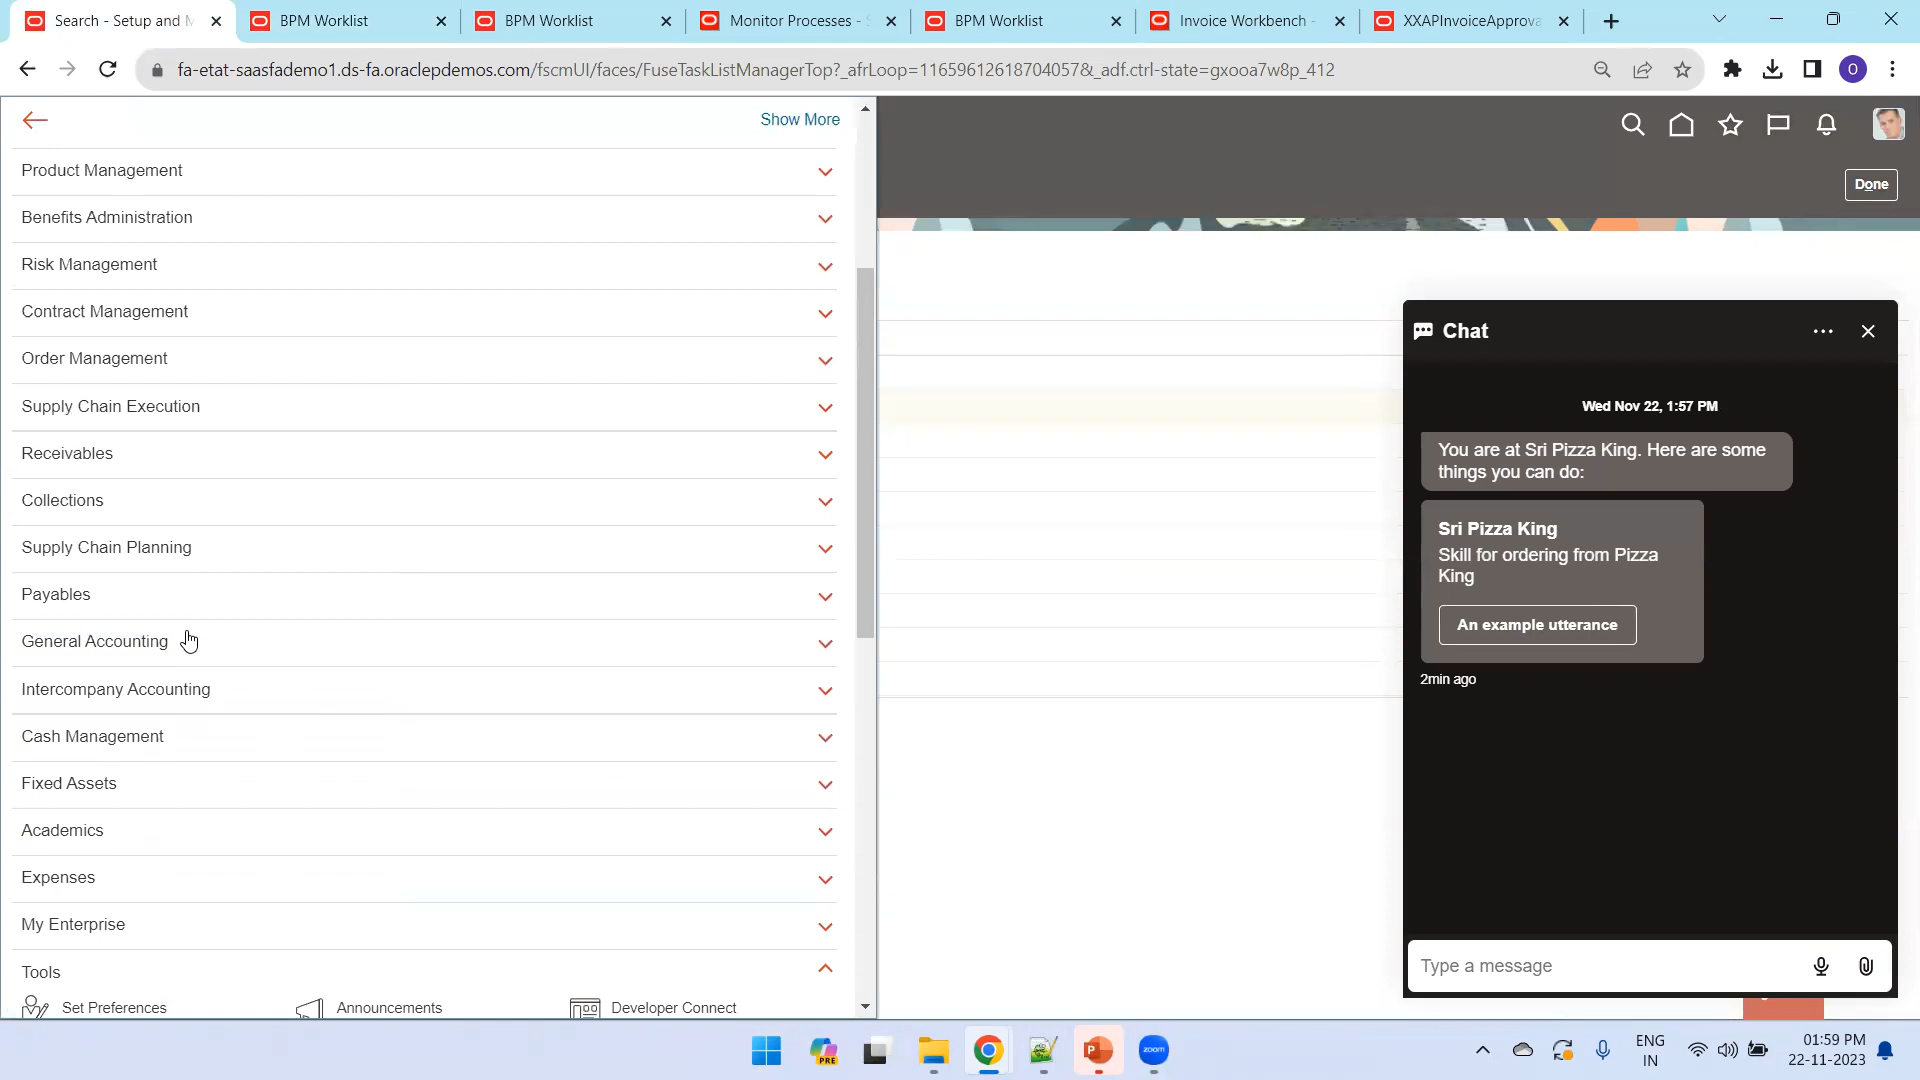 Search - Setup and M
BPM Worklist
BPM Worklist
Monitor Processes -
BPM Worklist
Invoice Workbench -
XXAPInvoiceApprova
fa-etat-saasfademo1.ds-fa.oraclepdemos.com/fscmUI/faces/FuseTaskListManagerTop?_afrLoop=11659612618704057&_adf.ctrl-state=gxooa7w8p_412
O
Show More
Product Management
Benefits Administration
Risk Management
Contract Management
Order Management
Supply Chain Execution
Receivables
Collections
Supply Chain Planning
Payables
General Accounting
Intercompany Accounting
Cash Management
Fixed Assets
Academics
Expenses
My Enterprise
Tools
Set Preferences
Announcements
Developer Connect
Done
Chat
Wed Nov 22, 1:57 PM
You are at Sri Pizza King. Here are some
things you can do:
Sri Pizza King
Skill for ordering from Pizza
King
An example utterance
2min ago
Type a message
PRE
P
zoom
ENG
IN
01:59 PM
22-11-2023